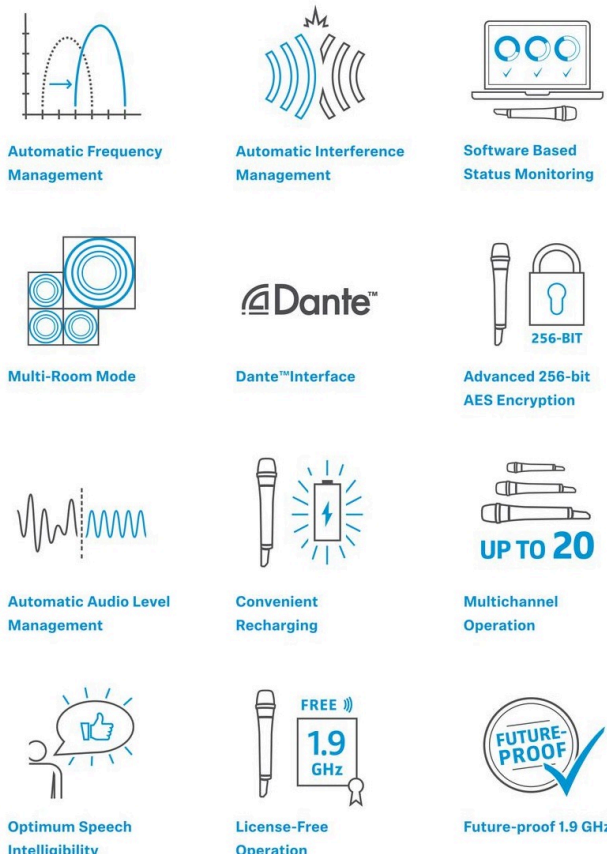 Automatic Frequency
Management
Automatic Interference
Management
Software Based
Status Monitoring
Multi-Room Mode
Dante™
Dante™Interface
256-BIT
Advanced 256-bit
AES Encryption
Automatic Audio Level
Management
Convenient
Recharging
UP TO 20
Multichannel
Operation
Optimum Speech
Intelligibility
FREE
1.9
GHz
License-Free
Operation
FUTURE-
PROOF
Future-proof 1.9 GHz